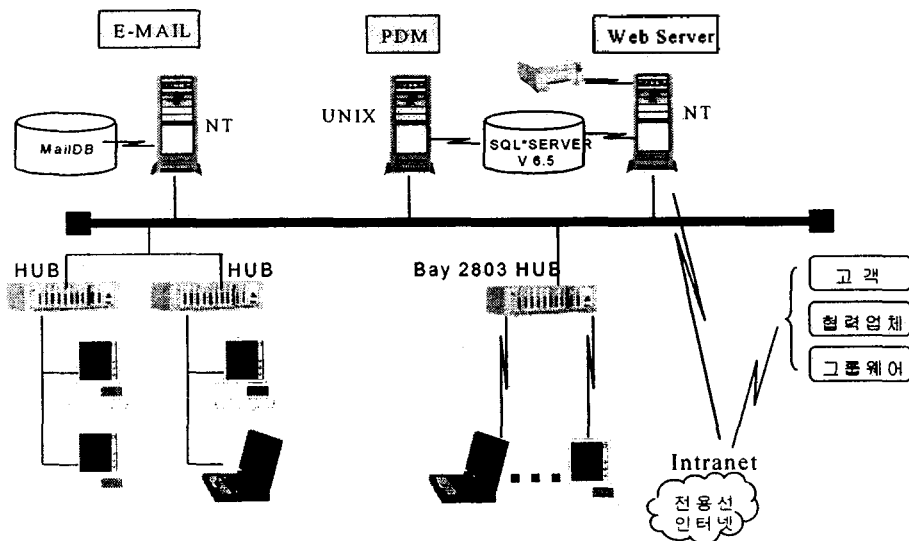 E-MAIL
PDM
Web Server
NT
UNIX
NT
MailDB
SQL*SERVER
V 6.5
HUB
HUB
Bay 2803 HUB
고객
협력업체
그룹웨어
Intranet
전용선
인터넷